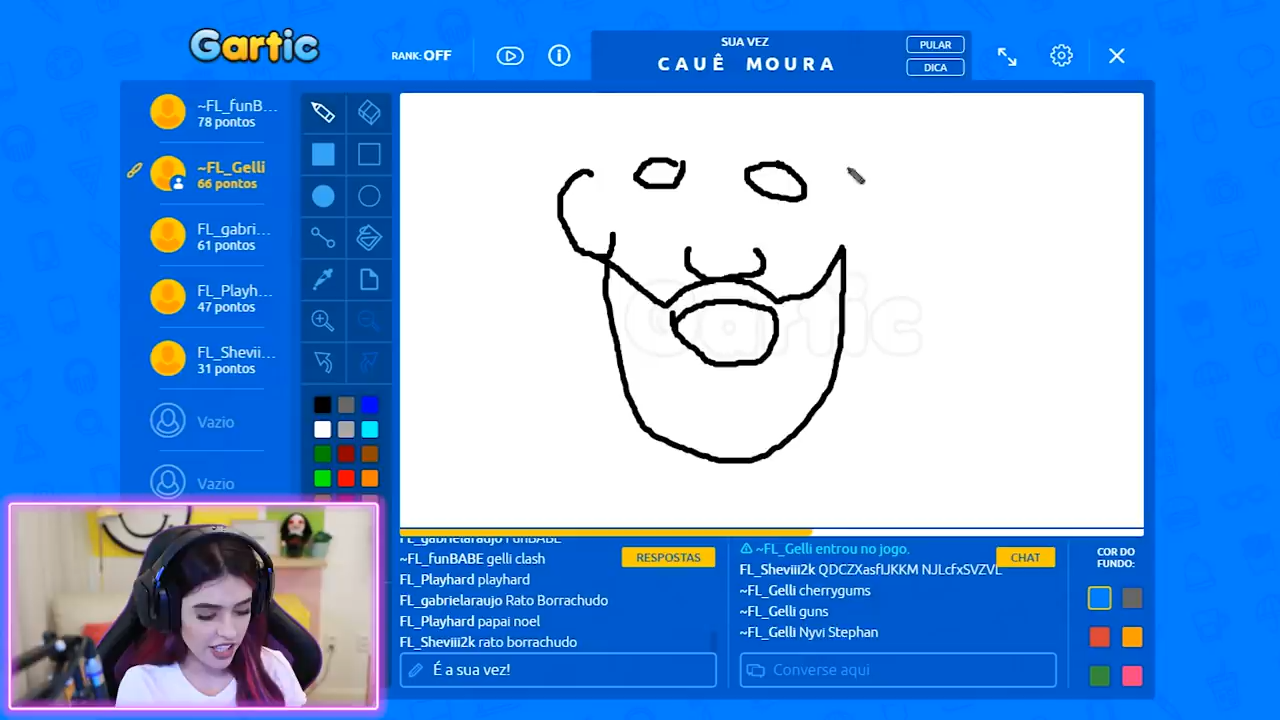 Gartic
RANK: OFF
SUA VEZ
CAUÊ MOURA
PULAR
DICA
~FL_funB...
78 pontos
~FL_Gelli
66 pontos
FL_gabri...
61 pontos
FL_Playh...
47 pontos
FL_Shevii...
31 pontos
Vazio
Vazio
Gartic
FL_gabrielaraujo FunBABE
~FL_funBABE gelli clash
FL_Playhard playhard
FL_gabrielaraujo Rato Borrachudo
FL_Playhard papai noel
FL_Sheviii2k rato borrachudo
RESPOSTAS
É a sua vez!
~FL_Gelli entrou no jogo.
FL_Sheviii2k QDCZXasfIJKKM NJLcfxSVZVL
~FL_Gelli cherrygums
~FL_Gelli guns
~FL_Gelli Nyvi Stephan
CHAT
Converse aqui
COR DO
FUNDO: